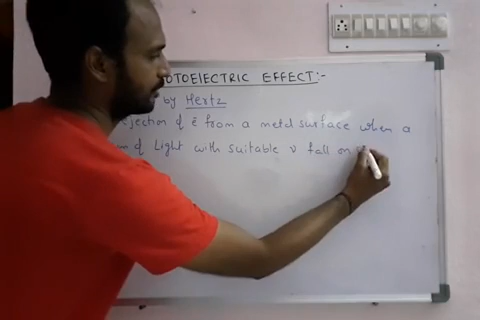 OTOELECTRIC EFFECT:-
by Hertz
jection of ē from a metal surface when a
m of Light with suitable ν fall on